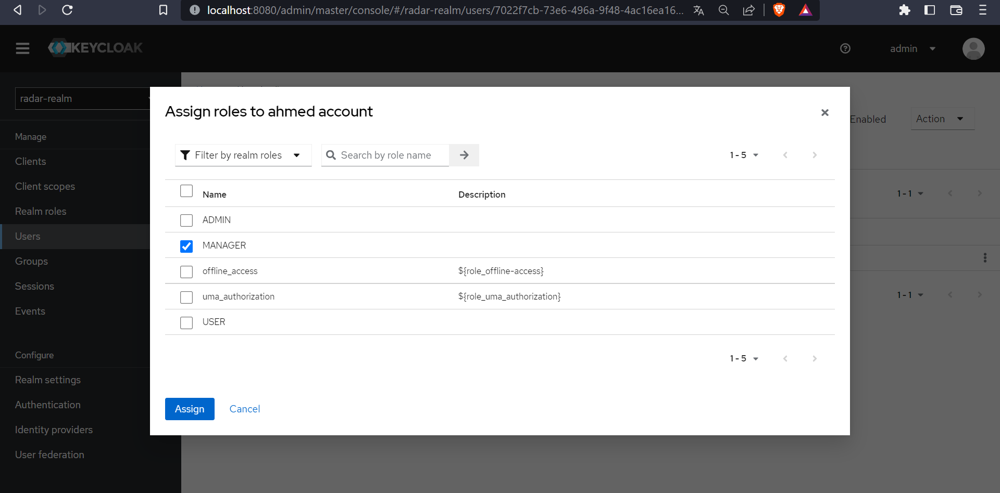 localhost:8080/admin/master/console/#/radar-realm/users/7022f7cb-73e6-496a-9f48-4ac16ea16...
KEYCLOAK
admin
radar-realm
Manage
Clients
Client scopes
Realm roles
Users
Groups
Sessions
Events
Configure
Realm settings
Authentication
Identity providers
User federation
Enabled
Action
1 - 1
1 - 1
Assign roles to ahmed account
Filter by realm roles
Search by role name
1 - 5
Name Description
ADMIN
MANAGER
offline_access ${role_offline-access}
uma_authorization ${role_uma_authorization}
USER
1 - 5
Assign Cancel